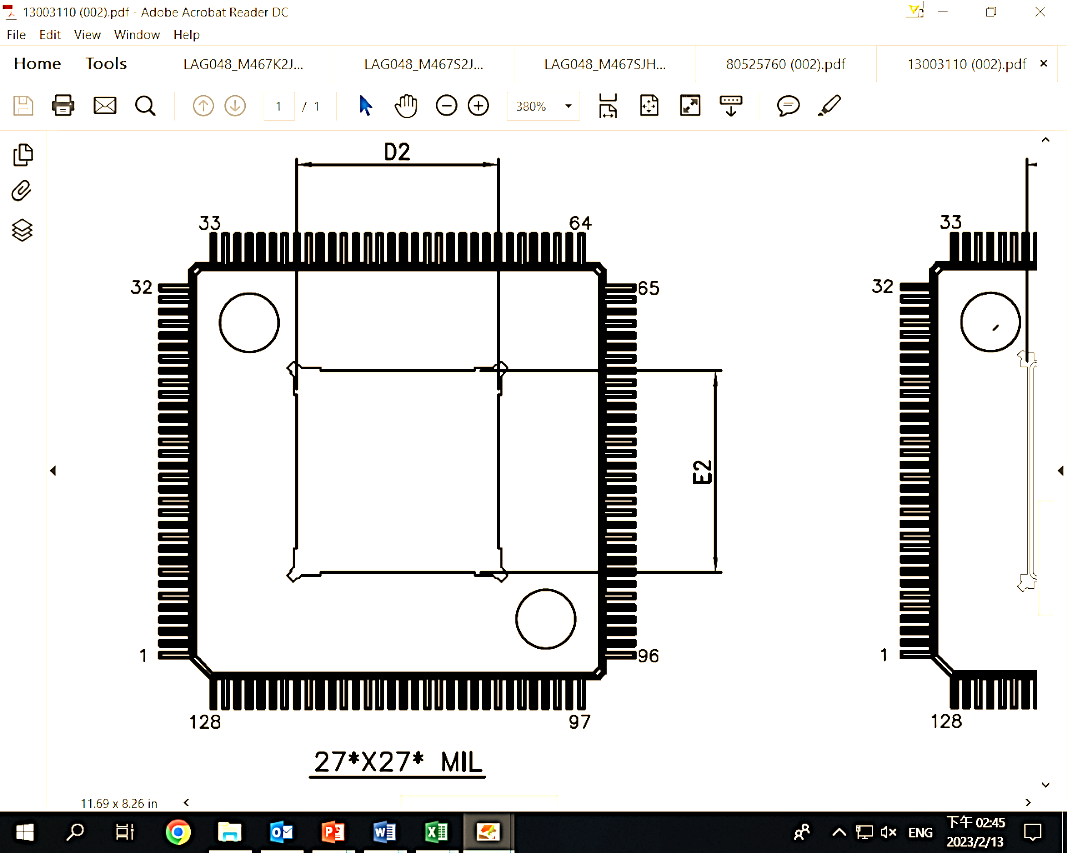 13003110 (002).pdf - Adobe Acrobat Reader DC
File Edit View Window Help
Home Tools LAG048_M467K2J... LAG048_M467S2J... LAG048_M467SJH... 80525760 (002).pdf 13003110 (002).pdf
1 / 1 380%
D2
33 64 33
32 65 32
E2
1 96 1
128 97 128
27*X27* MIL
11.69 x 8.26 in
ENG 下午 02:45
2023/2/13